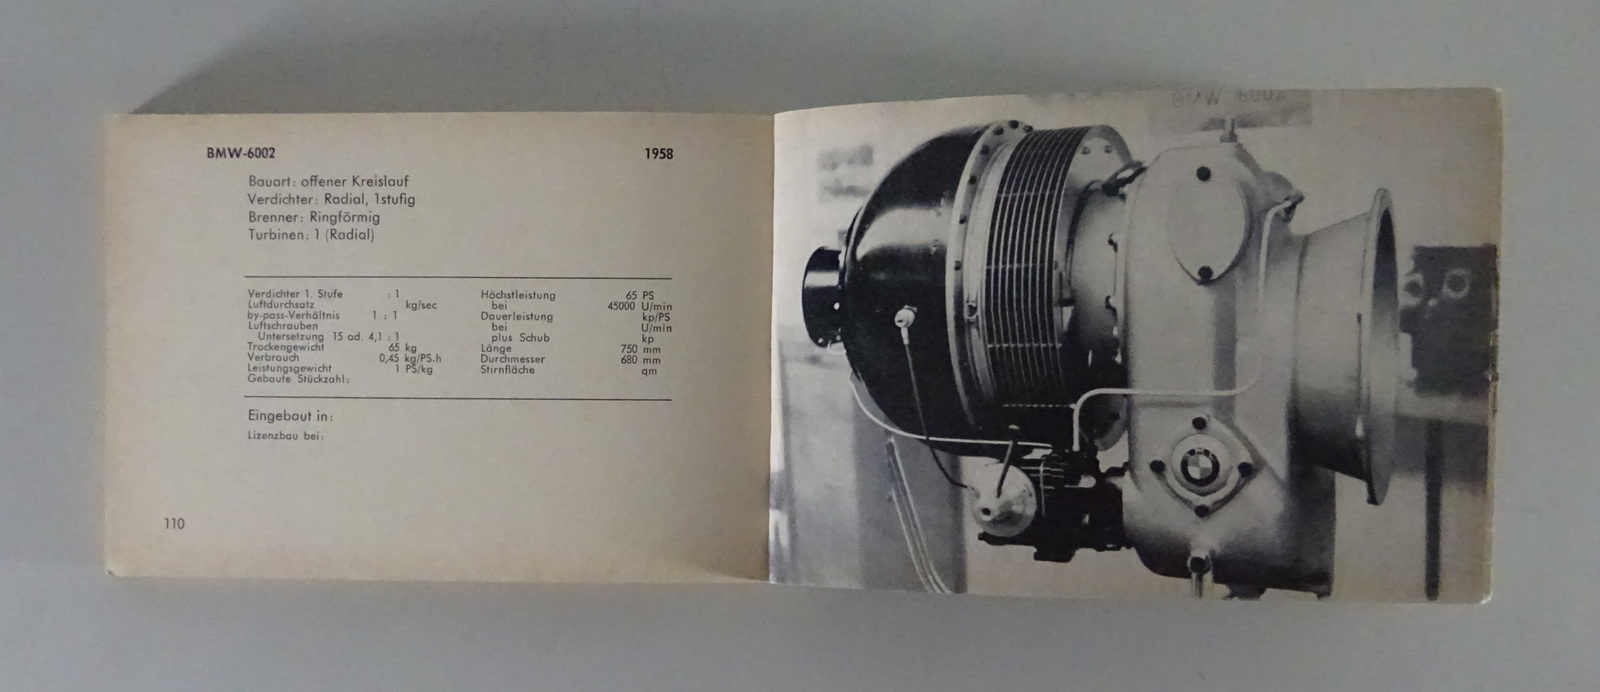 BMW-6002 1958
Bauart: offener Kreislauf
Verdichter: Radial, 1stufig
Brenner: Ringförmig
Turbinen: 1 (Radial)
Verdichter 1. Stufe : 1
Luftdurchsatz kg/sec
by-pass-Verhältnis 1 : 1
Luftschrauben
Untersetzung 15 od. 4,1 : 1
Trockengewicht 65 kg
Verbrauch 0,45 kg/PS.h
Leistungsgewicht 1 PS/kg
Gebaute Stückzahl:
Höchstleistung 65 PS
bei 45000 U/min
Dauerleistung kp/PS
bei U/min
plus Schub kp
Länge 750 mm
Durchmesser 680 mm
Stirnfläche qm
Eingebaut in:
Lizenzbau bei:
110
BMW 6002
BMW